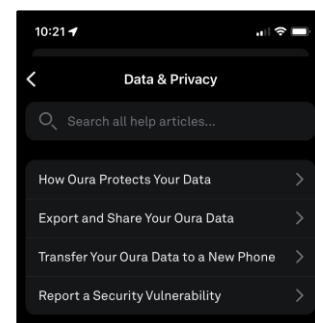 10:21
Data & Privacy
Search all help articles...
How Oura Protects Your Data
Export and Share Your Oura Data
Transfer Your Oura Data to a New Phone
Report a Security Vulnerability